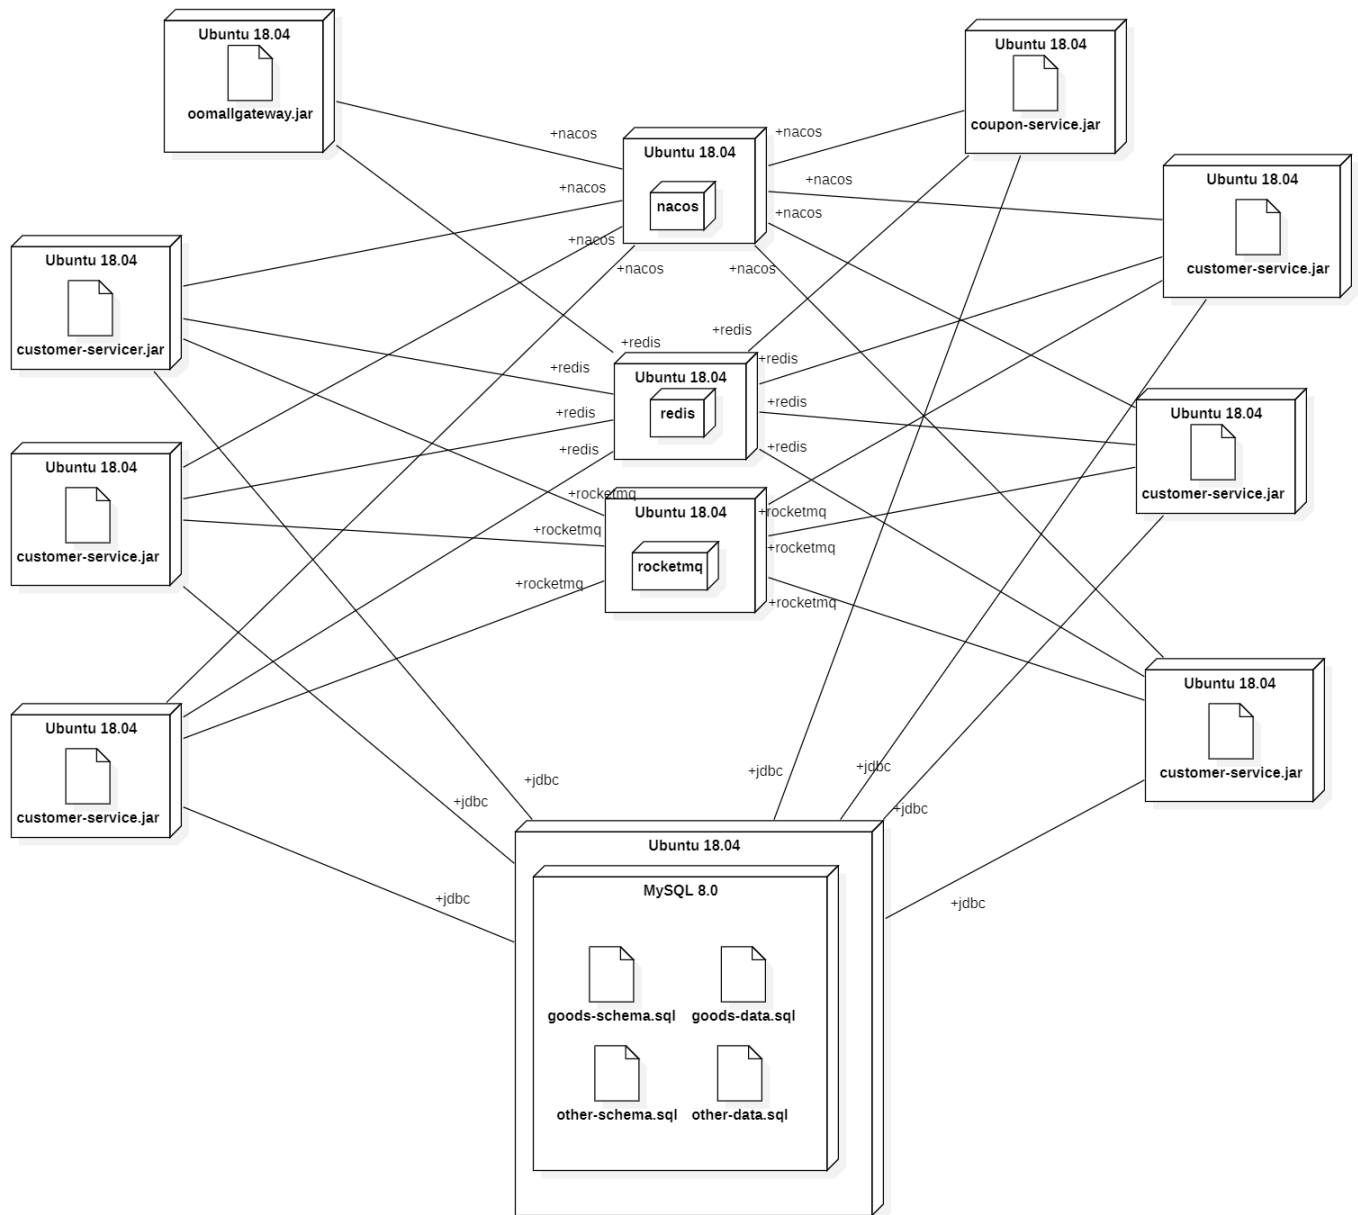 Ubuntu 18.04
oomallgateway.jar
Ubuntu 18.04
coupon-service.jar
+nacos
+nacos
Ubuntu 18.04
nacos
+nacos
+nacos
Ubuntu 18.04
customer-service.jar
+nacos
+nacos
+nacos
+nacos
Ubuntu 18.04
customer-servicer.jar
+redis
+redis
+redis
+redis
Ubuntu 18.04
redis
+redis
+redis
+redis
+redis
Ubuntu 18.04
customer-service.jar
Ubuntu 18.04
customer-service.jar
+rocketmq
+rocketmq
+rocketmq
Ubuntu 18.04
rocketmq
+rocketmq
+rocketmq
+rocketmq
Ubuntu 18.04
customer-service.jar
Ubuntu 18.04
customer-service.jar
+jdbc
+jdbc
+jdbc
+jdbc
+jdbc
+jdbc
+jdbc
Ubuntu 18.04
MySQL 8.0
goods-schema.sql
goods-data.sql
other-schema.sql
other-data.sql